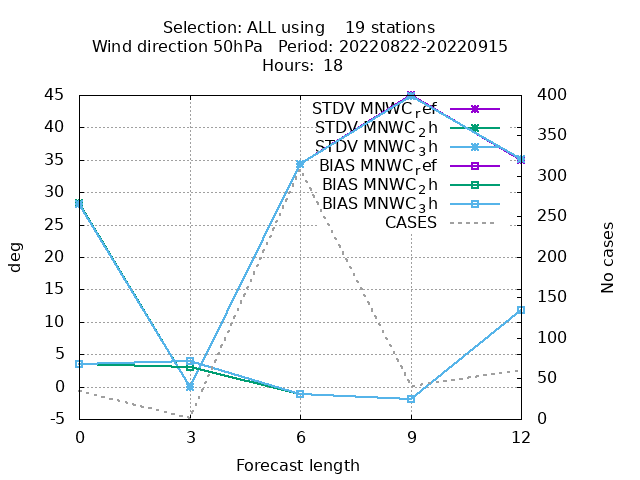 Selection: ALL using    19 stations
Wind direction 50hPa   Period: 20220822-20220915
Hours: 18
45 40 35 30 25 20 15 10 5 0 -5
400 350 300 250 200 150 100 50 0
STDV MNWC_ref
STDV MNWC_2h
STDV MNWC_3h
BIAS MNWC_ref
BIAS MNWC_2h
BIAS MNWC_3h
CASES
deg
No cases
0 3 6 9 12
Forecast length